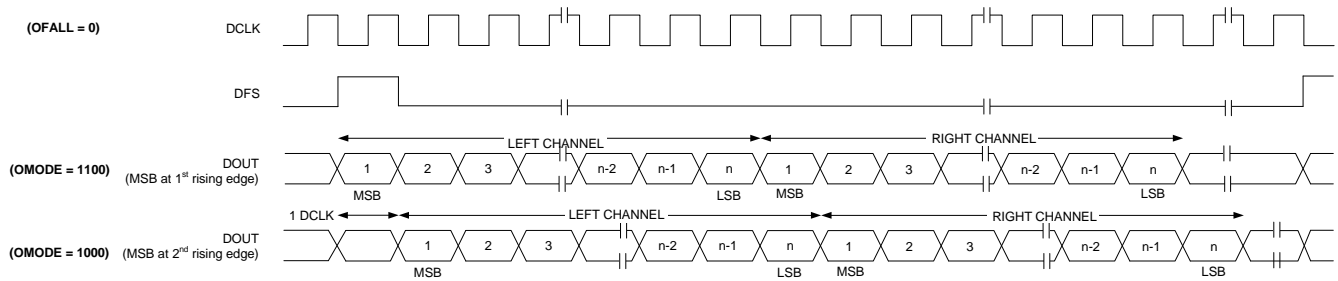 (OFALL = 0) DCLK
DFS
LEFT CHANNEL RIGHT CHANNEL
(OMODE = 1100) DOUT 1 2 3 n-2 n-1 n 1 2 3 n-2 n-1 n
(MSB at 1st rising edge)
MSB LSB MSB LSB
1 DCLK LEFT CHANNEL RIGHT CHANNEL
DOUT
(OMODE = 1000) (MSB at 2nd rising edge) 1 2 3 n-2 n-1 n 1 2 3 n-2 n-1 n
MSB LSB MSB LSB